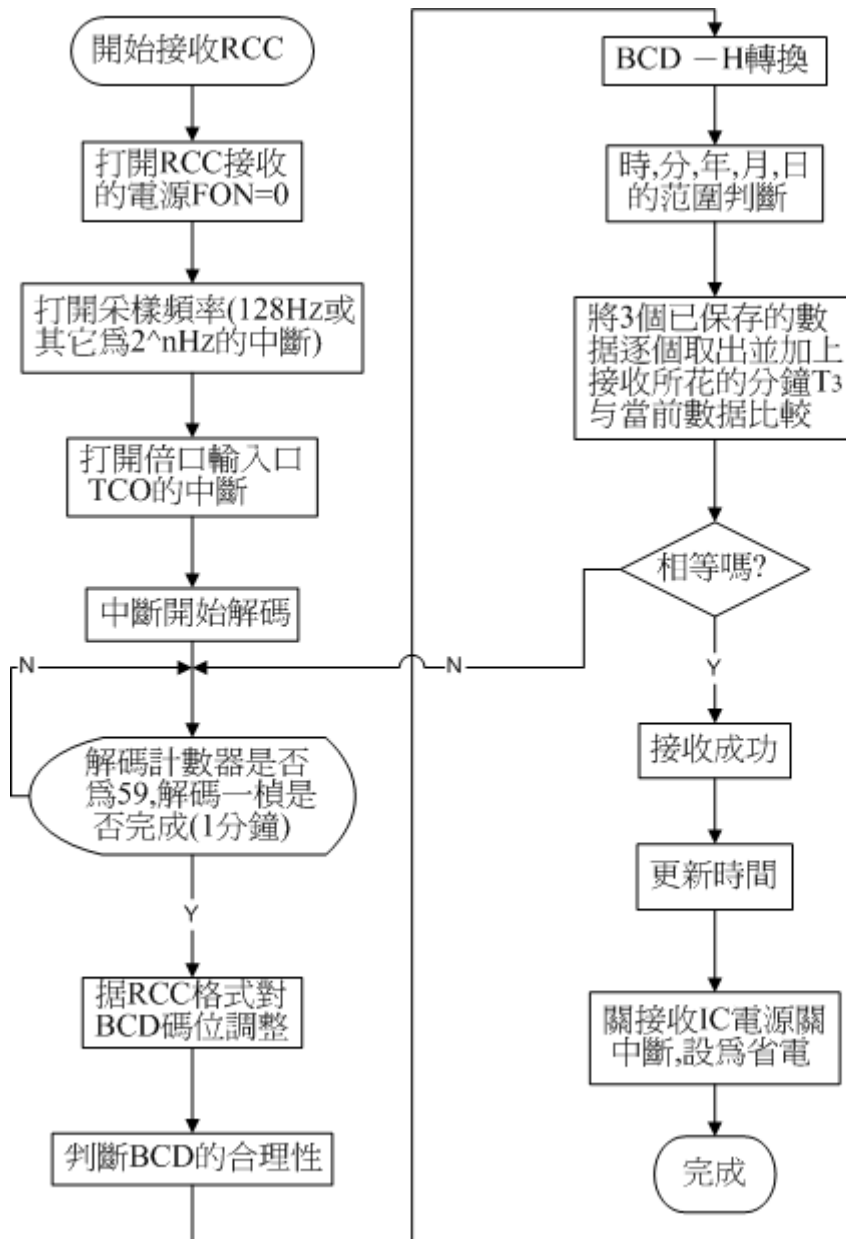 開始接收RCC
打開RCC接收
的電源FON=0
打開采樣頻率(128Hz或
其它爲2^nHz的中斷)
打開倍口輸入口
TCO的中斷
中斷開始解碼
N
解碼計數器是否
爲59,解碼一楨是
否完成(1分鐘)
Y
据RCC格式對
BCD碼位調整
判斷BCD的合理性
BCD －H轉換
時,分,年,月,日
的范圍判斷
將3個已保存的數
据逐個取出並加上
接收所花的分鐘T3
与當前數据比較
相等嗎?
N
Y
接收成功
更新時間
關接收IC電源關
中斷,設爲省電
完成